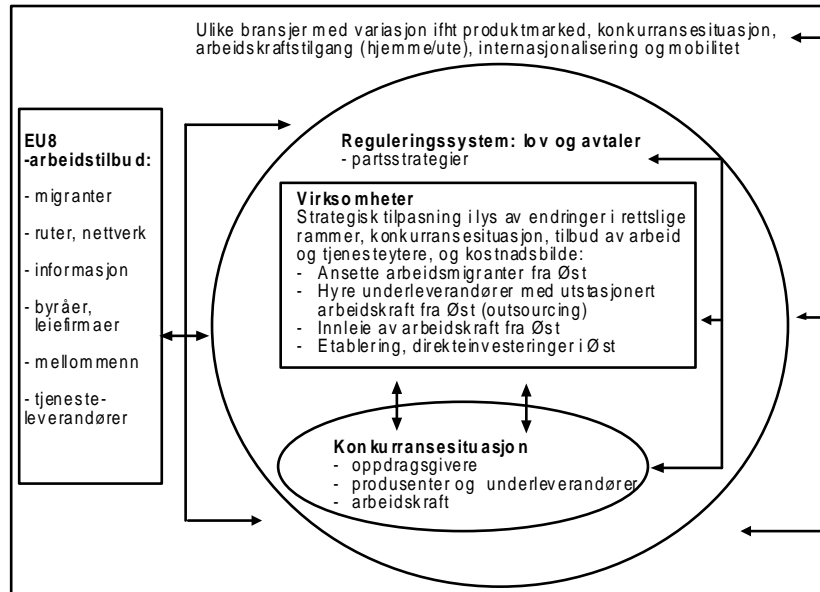 Ulike bransjer med variasjon ifht produktmarked, konkurransesituasjon,
arbeidskraftstilgang (hjemme/ute), internasjonalisering og mobilitet
EU8
-arbeidstilbud:
- migranter
- ruter, nettverk
- informasjon
- byråer,
leiefirmaer
- mellommenn
- tjeneste-
leverandører
Reguleringssystem: lov og avtaler
- partsstrategier
Virksomheter
Strategisk tilpasning i lys av endringer i rettslige
rammer, konkurransesituasjon, tilbud av arbeid
og tjenesteytere, og kostnadsbilde:
- Ansette arbeidsmigranter fra Øst
- Hyre underleverandører med utstasjonert
arbeidskraft fra Øst (outsourcing)
- Innleie av arbeidskraft fra Øst
- Etablering, direkteinvesteringer i Øst
Konkurransesituasjon
- oppdragsgivere
- produsenter og underleverandører
- arbeidskraft